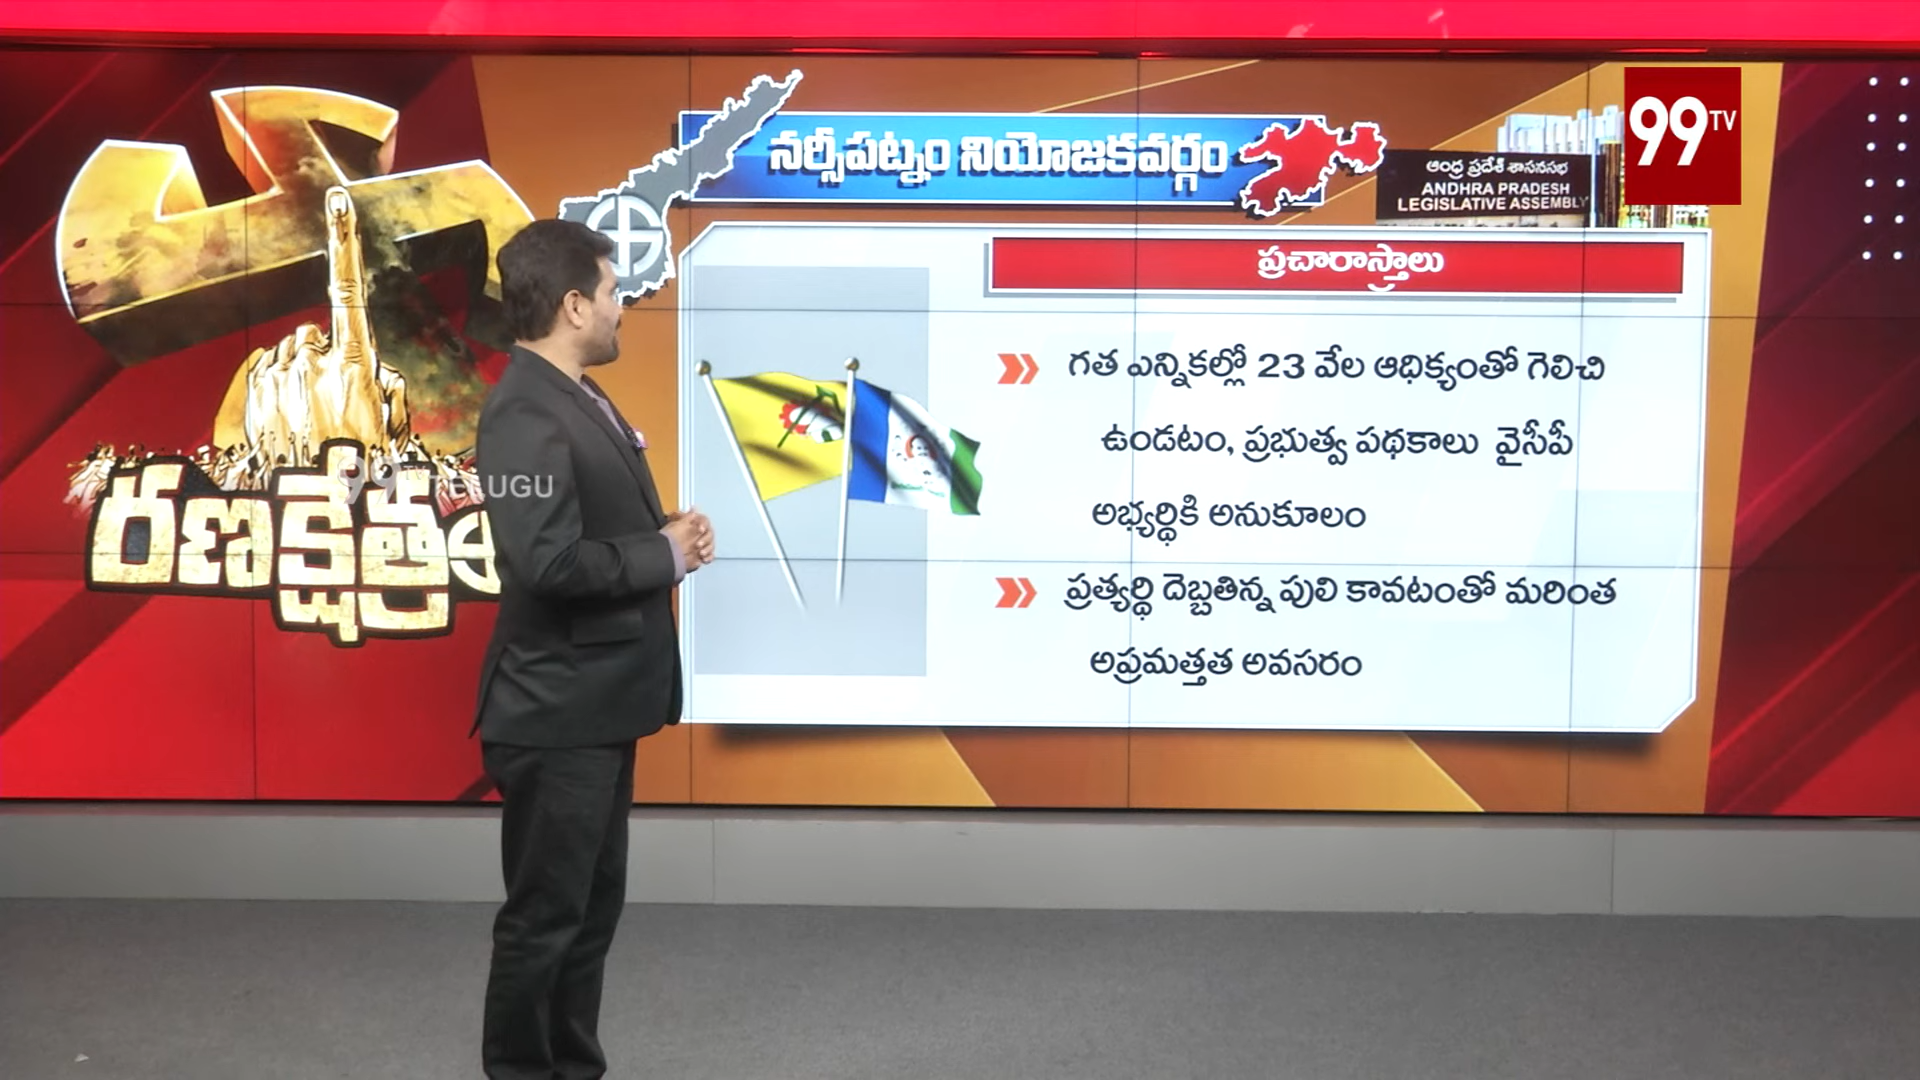 నర్సీపట్నం నియోజకవర్గం
99TV
ఆంధ్ర ప్రదేశ్ శాసనసభ
ANDHRA PRADESH
LEGISLATIVE ASSEMBLY
ప్రచారాస్త్రాలు
గత ఎన్నికల్లో 23 వేల ఆధిక్యంతో గెలిచి
ఉండటం, ప్రభుత్వ పథకాలు వైసీపీ
అభ్యర్థికి అనుకూలం
ప్రత్యర్థి దెబ్బతిన్న పులి కావటంతో మరింత
అప్రమత్తత అవసరం
99TV TELUGU
రణక్షేత్రం